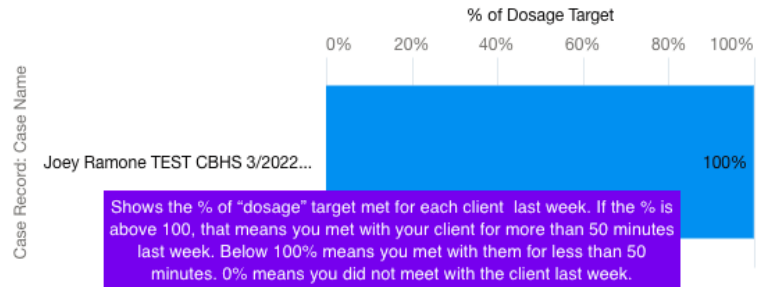 % of Dosage Target
0% 20% 40% 60% 80% 100%
Case Record: Case Name
Joey Ramone TEST CBHS 3/2022...
100%
Shows the % of “dosage” target met for each client last week. If the % is
above 100, that means you met with your client for more than 50 minutes
last week. Below 100% means you met with them for less than 50
minutes. 0% means you did not meet with the client last week.